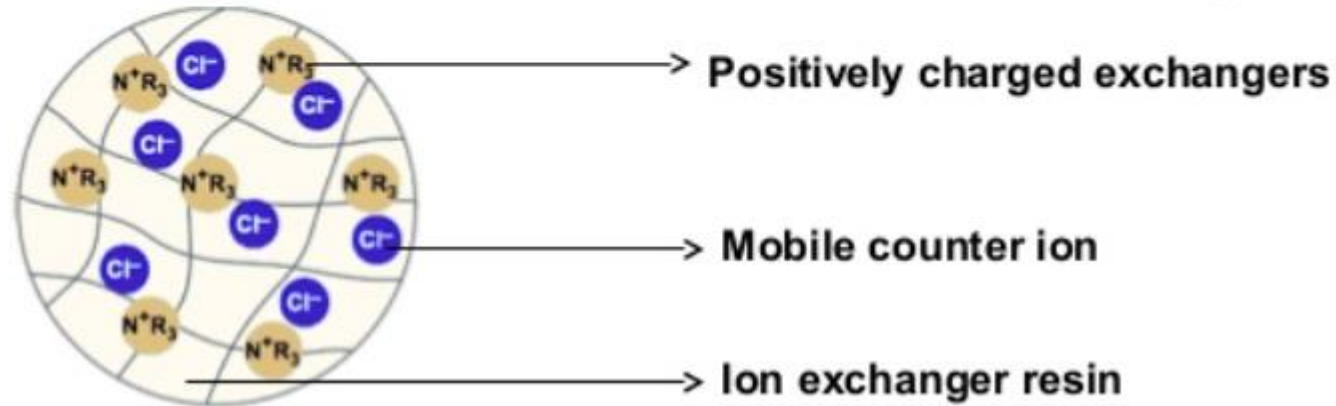 N⁺R₃
Cl⁻
N⁺R₃
Positively charged exchangers
Cl⁻
Cl⁻
N⁺R₃
N⁺R₃
N⁺R₃
Cl⁻
Cl⁻
Mobile counter ion
Cl⁻
Cl⁻
N⁺R₃
N⁺R₃
Ion exchanger resin